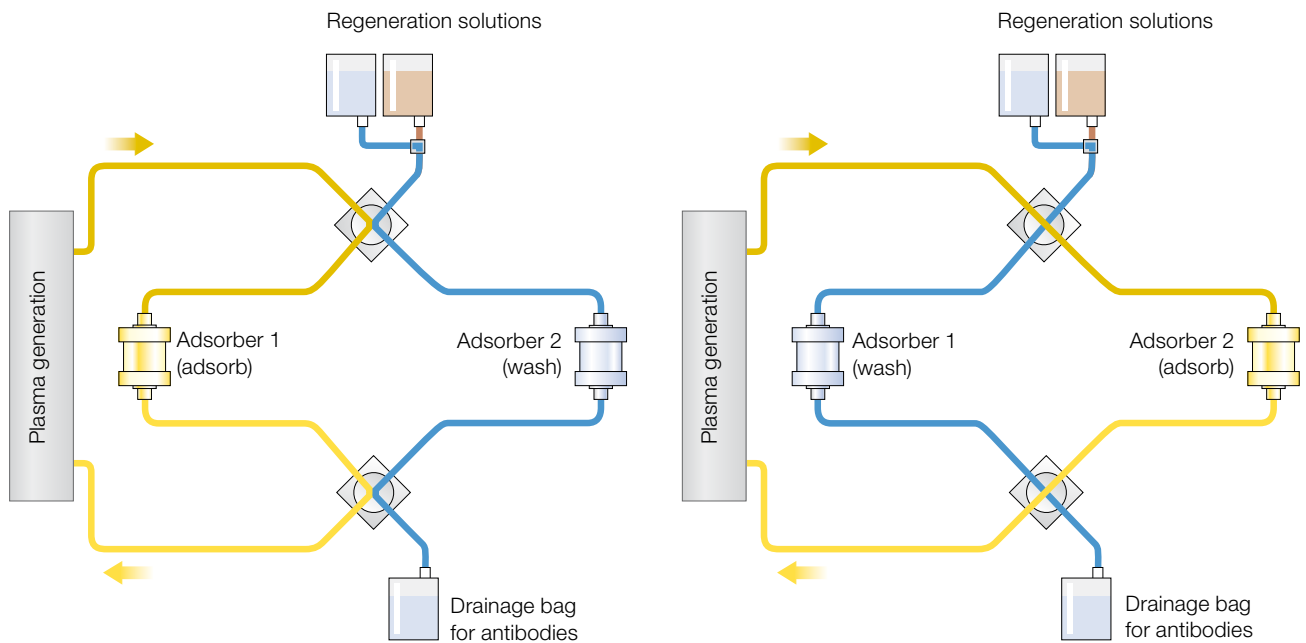 Regeneration solutions
Plasma generation
Adsorber 1
(adsorb)
Adsorber 2
(wash)
Drainage bag
for antibodies
Regeneration solutions
Plasma generation
Adsorber 1
(wash)
Adsorber 2
(adsorb)
Drainage bag
for antibodies